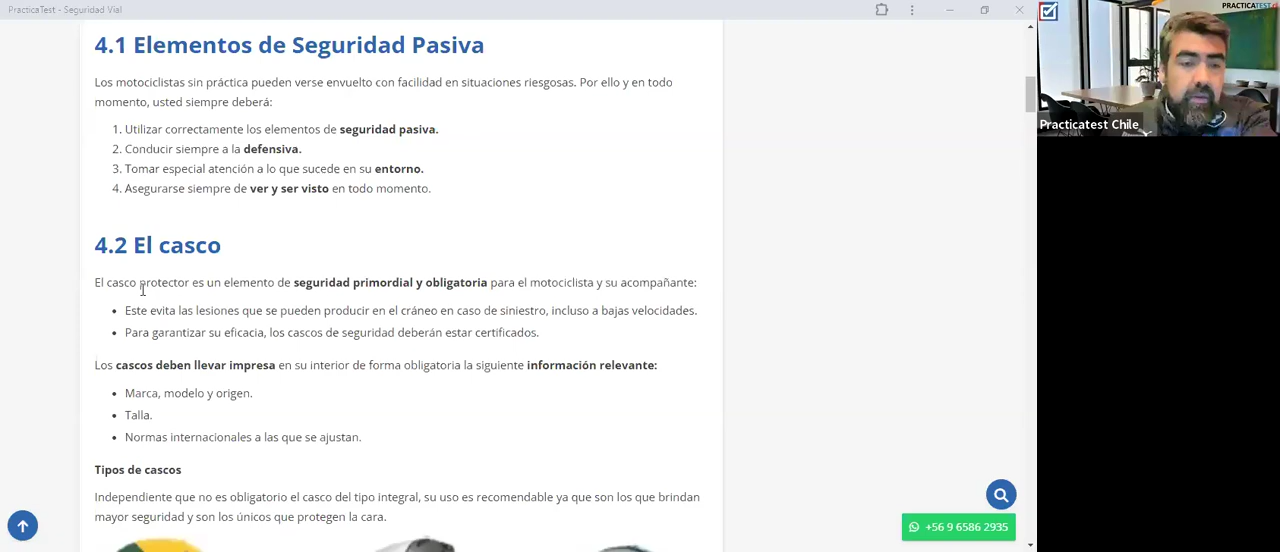 PracticaTest - Seguridad Vial
PRACTICATEST
4.1 Elementos de Seguridad Pasiva
Los motociclistas sin práctica pueden verse envuelto con facilidad en situaciones riesgosas. Por ello y en todo
momento, usted siempre deberá:
1. Utilizar correctamente los elementos de seguridad pasiva.
2. Conducir siempre a la defensiva.
3. Tomar especial atención a lo que sucede en su entorno.
4. Asegurarse siempre de ver y ser visto en todo momento.
Practicatest Chile
4.2 El casco
El casco protector es un elemento de seguridad primordial y obligatoria para el motociclista y su acompañante:
• Este evita las lesiones que se pueden producir en el cráneo en caso de siniestro, incluso a bajas velocidades.
• Para garantizar su eficacia, los cascos de seguridad deberán estar certificados.
Los cascos deben llevar impresa en su interior de forma obligatoria la siguiente información relevante:
• Marca, modelo y origen.
• Talla.
• Normas internacionales a las que se ajustan.
Tipos de cascos
Independiente que no es obligatorio el casco del tipo integral, su uso es recomendable ya que son los que brindan
mayor seguridad y son los únicos que protegen la cara.
+56 9 6586 2935